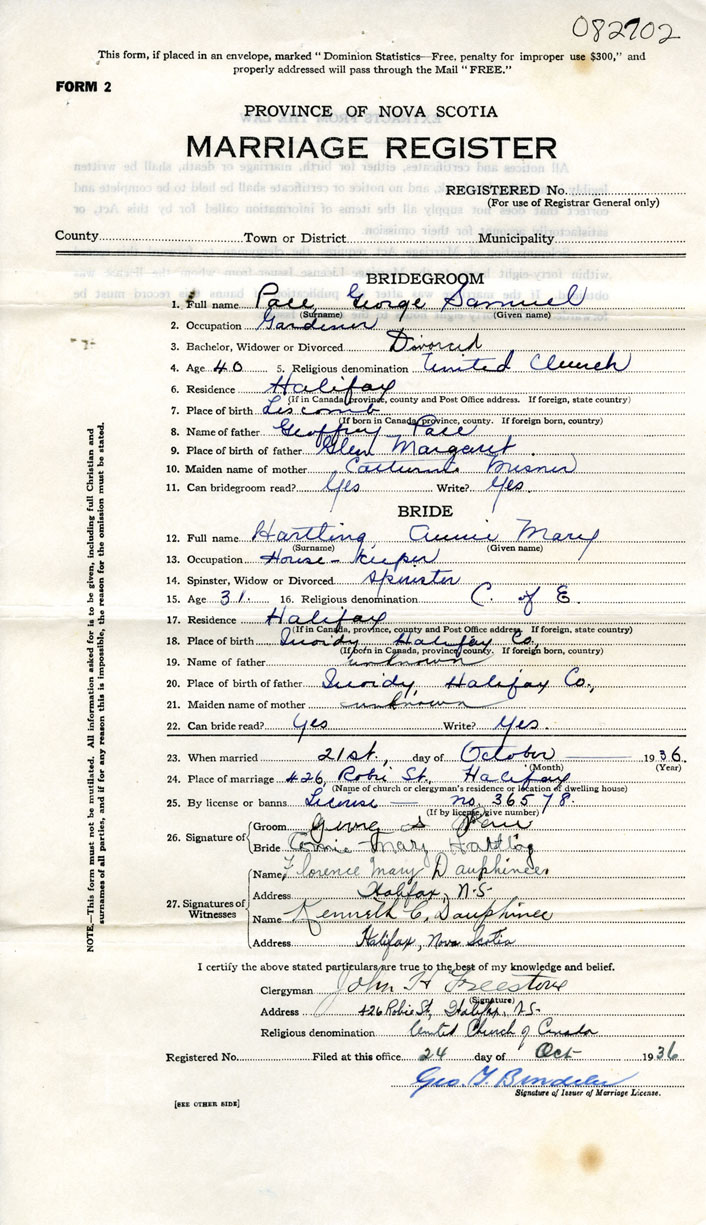 082702
This form, if placed in an envelope, marked "Dominion Statistics—Free, penalty for improper use $300," and
properly addressed will pass through the Mail "FREE."
FORM 2
PROVINCE OF NOVA SCOTIA
MARRIAGE REGISTER
REGISTERED No.
(For use of Registrar General only)
County Town or District Municipality
BRIDEGROOM
1. Full name Pace George Samuel
(Surname) (Given name)
2. Occupation Gardiner
3. Bachelor, Widower or Divorced Divorced
4. Age 40 5. Religious denomination United Church
6. Residence Halifax
(If in Canada, province, county and Post Office address. If foreign, state country)
7. Place of birth Liscomb
(If born in Canada, province, county. If foreign born, country)
8. Name of father Geoffrey Pace
9. Place of birth of father Glen Margaret
10. Maiden name of mother Catherine Misner
11. Can bridegroom read? Yes Write? Yes.
BRIDE
12. Full name Hartling Annie Mary
(Surname) (Given name)
13. Occupation House-keeper
14. Spinster, Widow or Divorced Spinster
15. Age 31. 16. Religious denomination C. of E.
17. Residence Halifax
(If in Canada, province, county and Post Office address. If foreign, state country)
18. Place of birth Halifax Co.,
(If born in Canada, province, county. If foreign born, country)
19. Name of father unknown
20. Place of birth of father Halifax Co.,
21. Maiden name of mother unknown
22. Can bride read? Yes Write? Yes.
23. When married 21st., day of October 1936.
(Month) (Year)
24. Place of marriage 426, Robie St., Halifax
(Name of church or clergyman's residence or location of dwelling house)
25. By license or banns License — no. 36578.
(If by license, give number)
26. Signature of Groom George S
Bride Mary Hartling
27. Signatures of Witnesses Name Florence Mary Dauphinee
Address Halifax, N.S.
Name Kenneth C. Dauphinee
Address Halifax, Nova Scotia
I certify the above stated particulars are true to the best of my knowledge and belief.
Clergyman John H Freestone
(Signature)
Address 426 Robie St, Halifax, N.S.
Religious denomination United Church of Canada
Registered No. Filed at this office 24 day of Oct 1936
Geo. T.
Signature of Issuer of Marriage License.
[SEE OTHER SIDE]
NOTE.—This form must not be mutilated. All information asked for is to be given, including full Christian and
surnames of all parties, and if for any reason this is impossible, the reason for the omission must be stated.